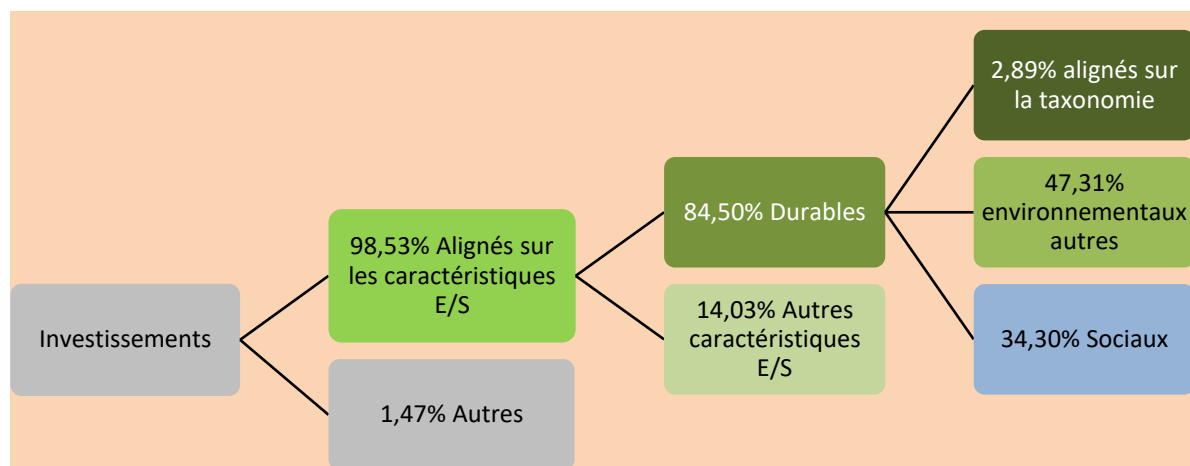 Investissements
98,53% Alignés sur
les caractéristiques
E/S
1,47% Autres
84,50% Durables
14,03% Autres
caractéristiques
E/S
2,89% alignés sur
la taxonomie
47,31%
environnementaux
autres
34,30% Sociaux